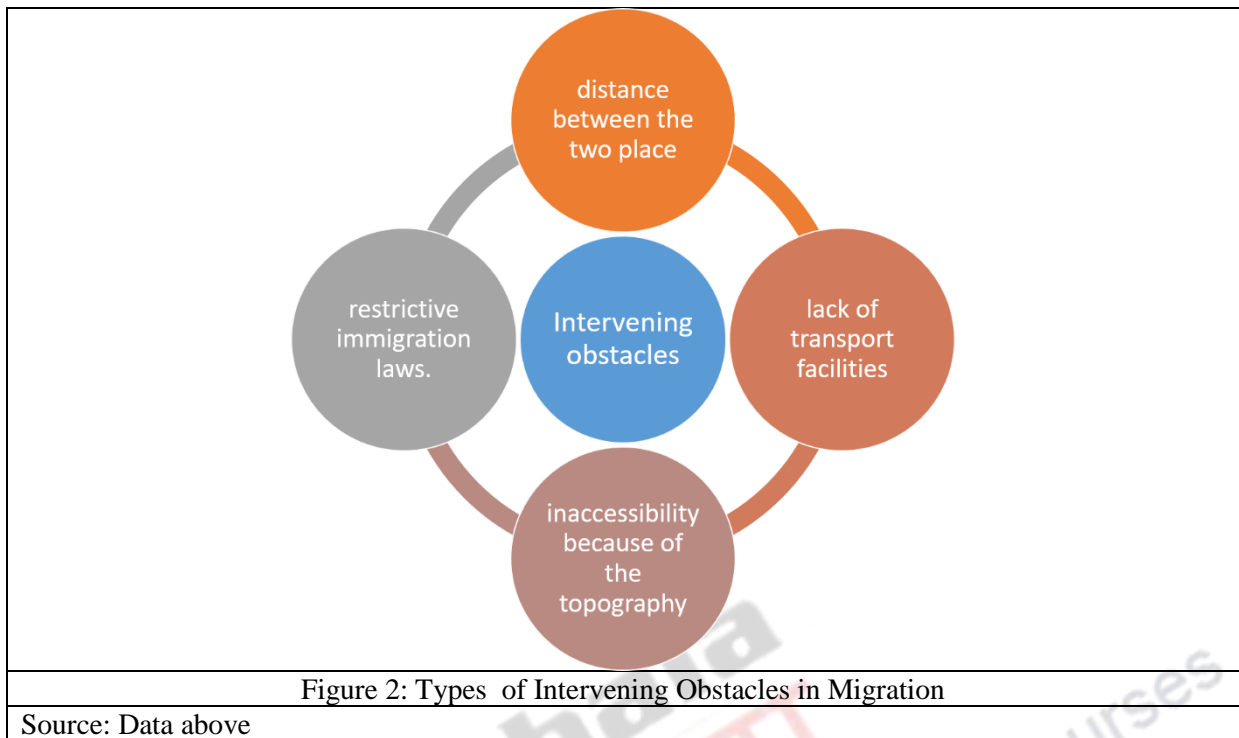 distance
between the
two place
restrictive
immigration
laws.
Intervening
obstacles
lack of
transport
facilities
inaccessibility
because of
the
topography
Figure 2: Types of Intervening Obstacles in Migration
Source: Data above